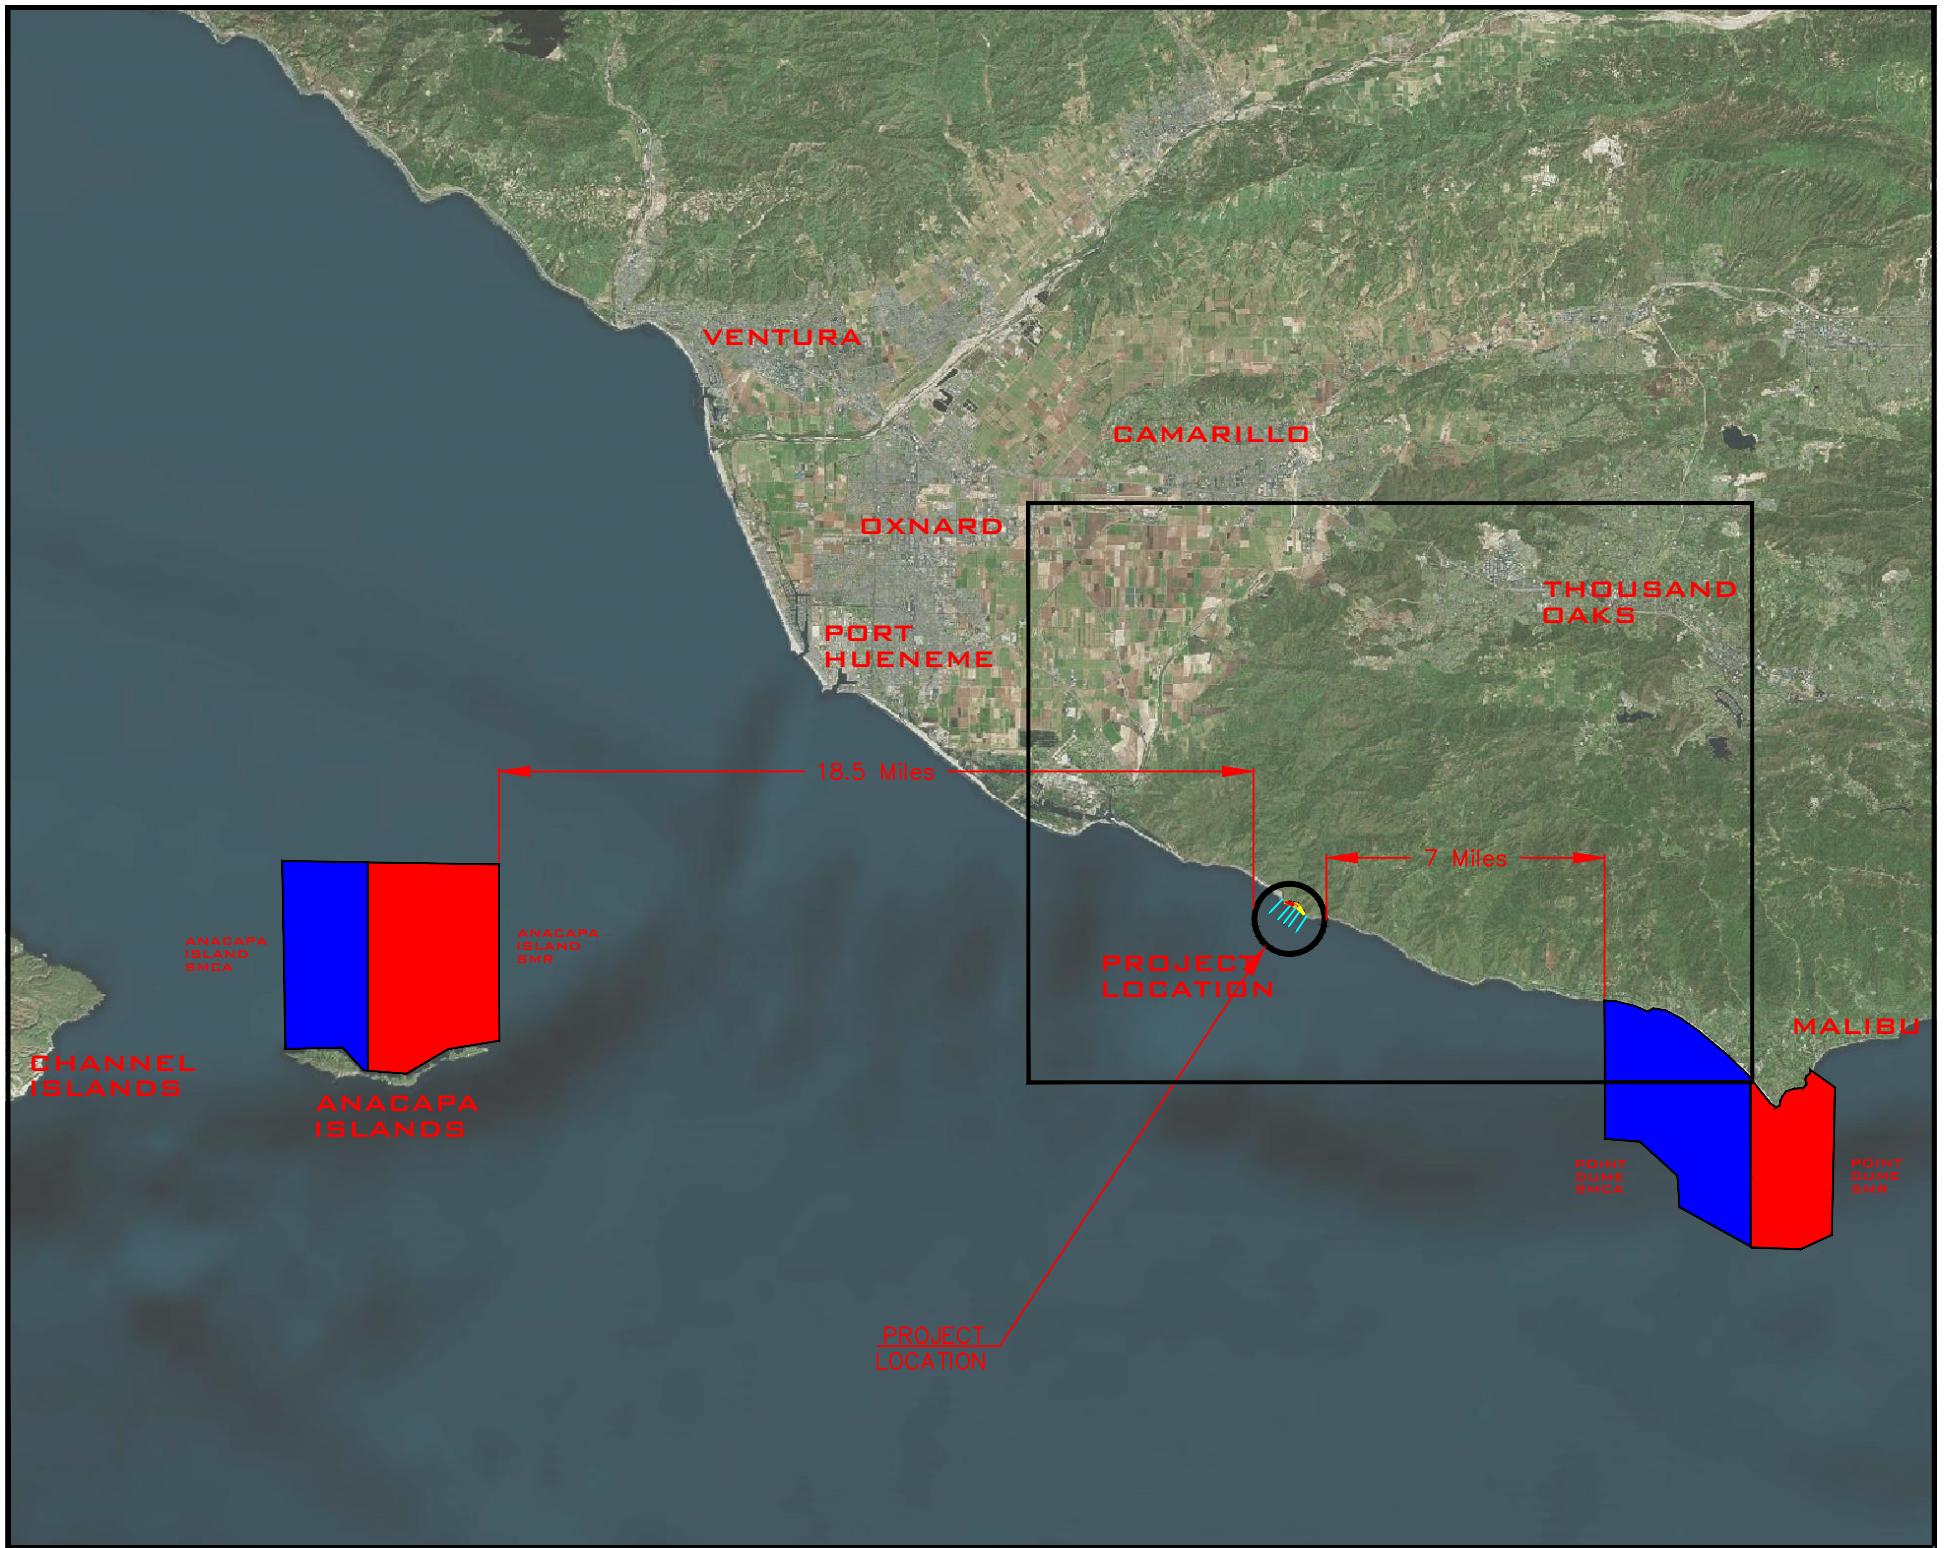 VENTURA
CAMARILLO
OXNARD
THOUSAND
OAKS
PORT
HUENEME
18.5 Miles
7 Miles
ANACAPA
ISLAND
SMCA
ANACAPA
ISLAND
SMR
PROJECT
LOCATION
MALIBU
CHANNEL
ISLANDS
ANACAPA
ISLANDS
POINT
DUME
SMCA
POINT
DUME
SMR
PROJECT
LOCATION